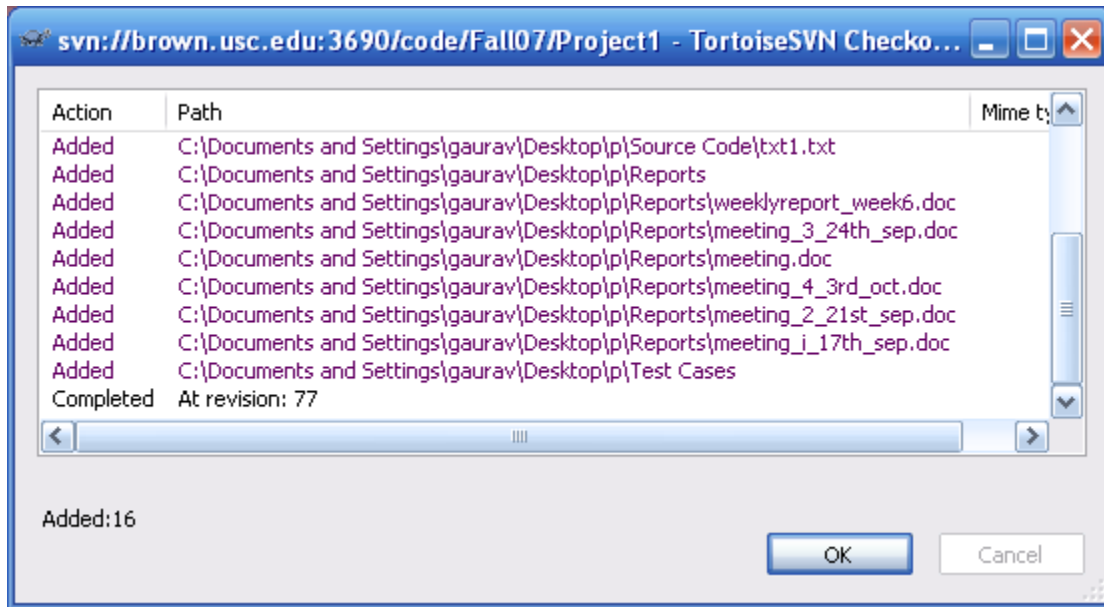 svn://brown.usc.edu:3690/code/Fall07/Project1 - TortoiseSVN Checko...
Action Path Mime ty
Added C:\Documents and Settings\gaurav\Desktop\p\Source Code\txt1.txt
Added C:\Documents and Settings\gaurav\Desktop\p\Reports
Added C:\Documents and Settings\gaurav\Desktop\p\Reports\weeklyreport_week6.doc
Added C:\Documents and Settings\gaurav\Desktop\p\Reports\meeting_3_24th_sep.doc
Added C:\Documents and Settings\gaurav\Desktop\p\Reports\meeting.doc
Added C:\Documents and Settings\gaurav\Desktop\p\Reports\meeting_4_3rd_oct.doc
Added C:\Documents and Settings\gaurav\Desktop\p\Reports\meeting_2_21st_sep.doc
Added C:\Documents and Settings\gaurav\Desktop\p\Reports\meeting_i_17th_sep.doc
Added C:\Documents and Settings\gaurav\Desktop\p\Test Cases
Completed At revision: 77
Added:16
OK Cancel